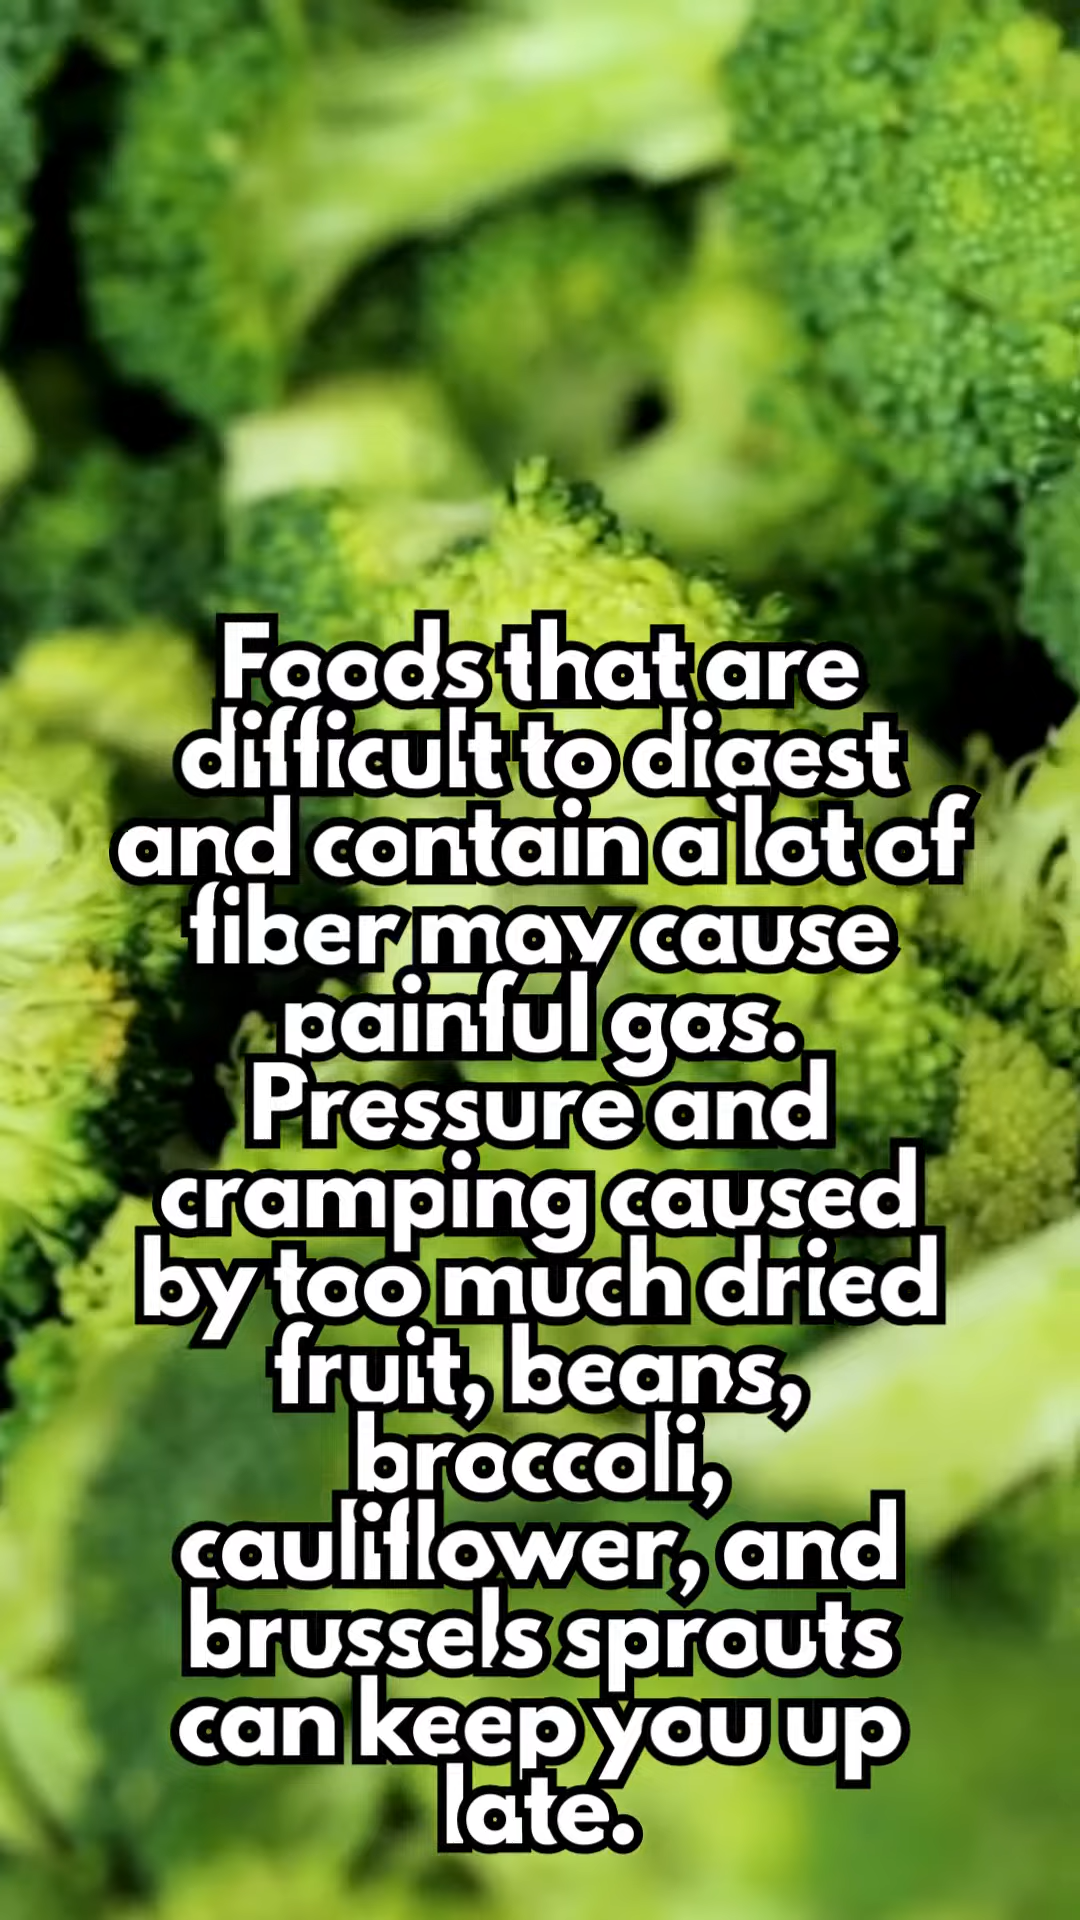 Foods that are
difficult to digest
and contain a lot of
fiber may cause
painful gas.
Pressure and
cramping caused
by too much dried
fruit, beans,
broccoli,
cauliflower, and
brussels sprouts
can keep you up
late.